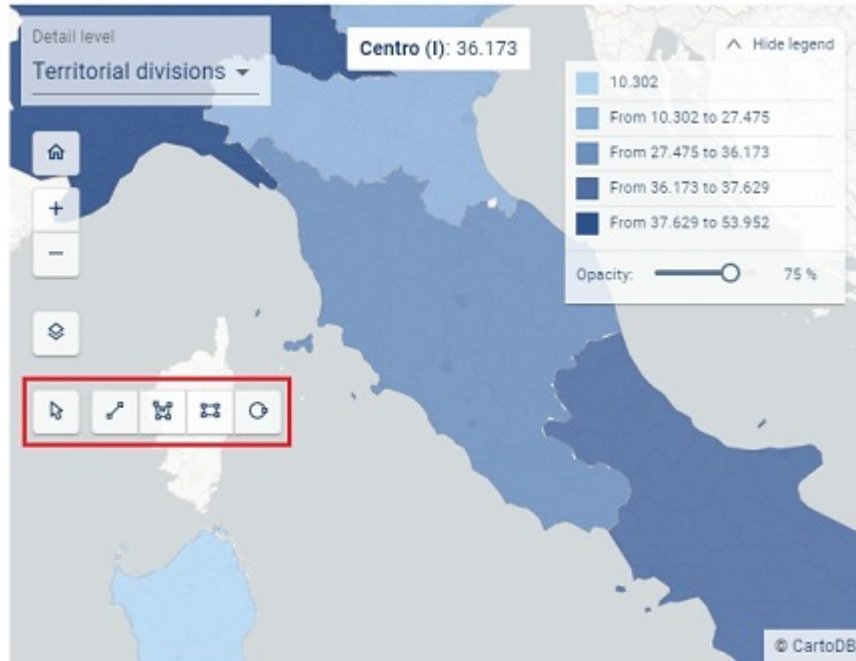 Detail level
Territorial divisions
Centro (I): 36.173
Hide legend
10.302
From 10.302 to 27.475
From 27.475 to 36.173
From 36.173 to 37.629
From 37.629 to 53.952
Opacity: 75 %
+
−
© CartoDB